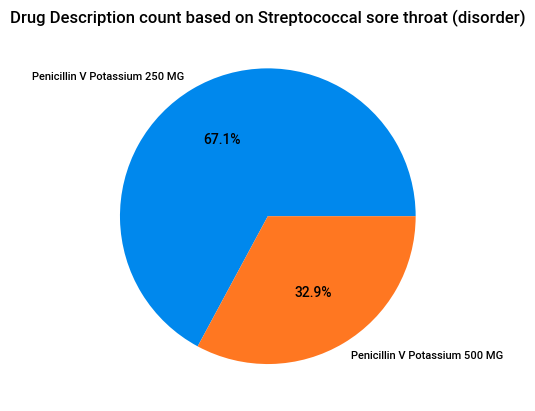 Drug Description count based on Streptococcal sore throat (disorder)
Penicillin V Potassium 250 MG
67.1%
32.9%
Penicillin V Potassium 500 MG